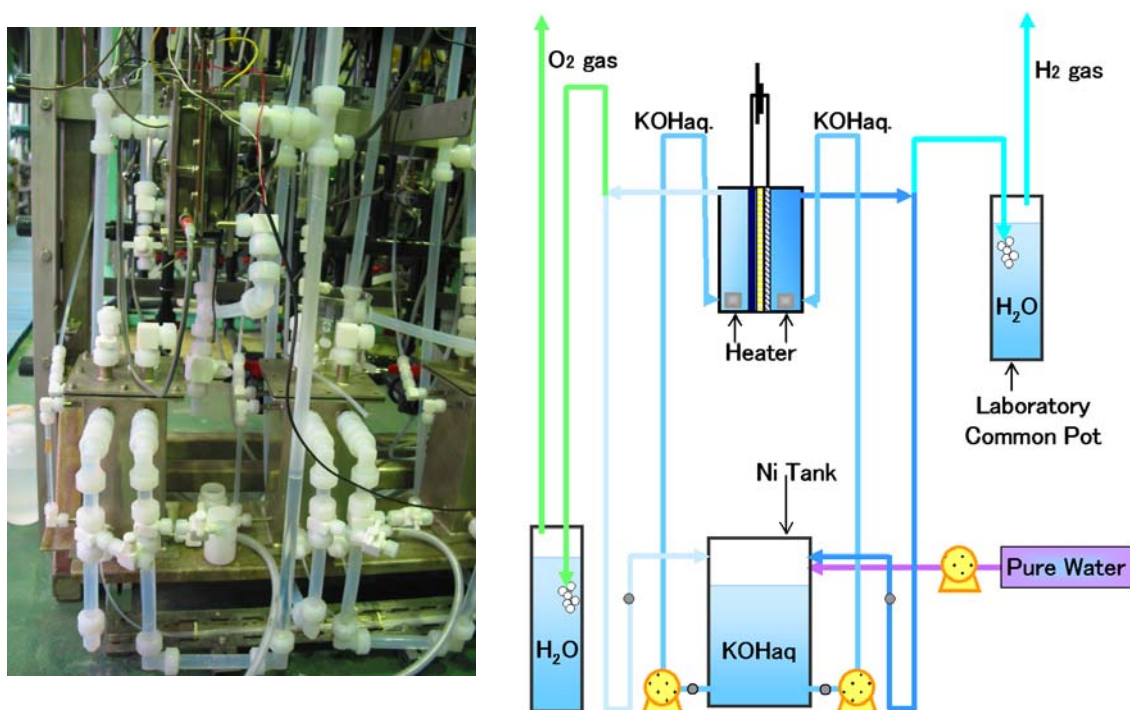 O2 gas
H2 gas
KOHaq.
KOHaq.
H2O
Heater
Laboratory
Common Pot
Ni Tank
Pure Water
H2O
KOHaq